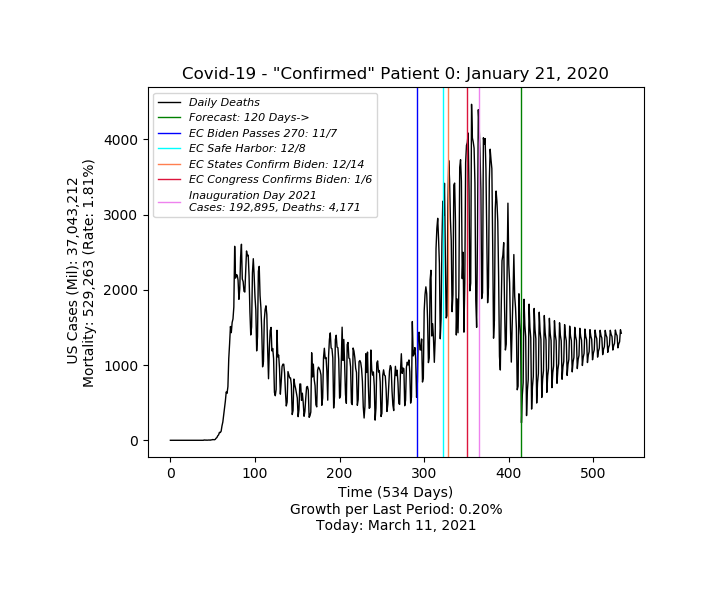 Covid-19 - "Confirmed" Patient 0: January 21, 2020
Daily Deaths
Forecast: 120 Days->
EC Biden Passes 270: 11/7
EC Safe Harbor: 12/8
EC States Confirm Biden: 12/14
EC Congress Confirms Biden: 1/6
Inauguration Day 2021
Cases: 192,895, Deaths: 4,171
US Cases (Mil): 37,043,212
Mortality: 529,263 (Rate: 1.81%)
4000
3000
2000
1000
0
0 100 200 300 400 500
Time (534 Days)
Growth per Last Period: 0.20%
Today: March 11, 2021